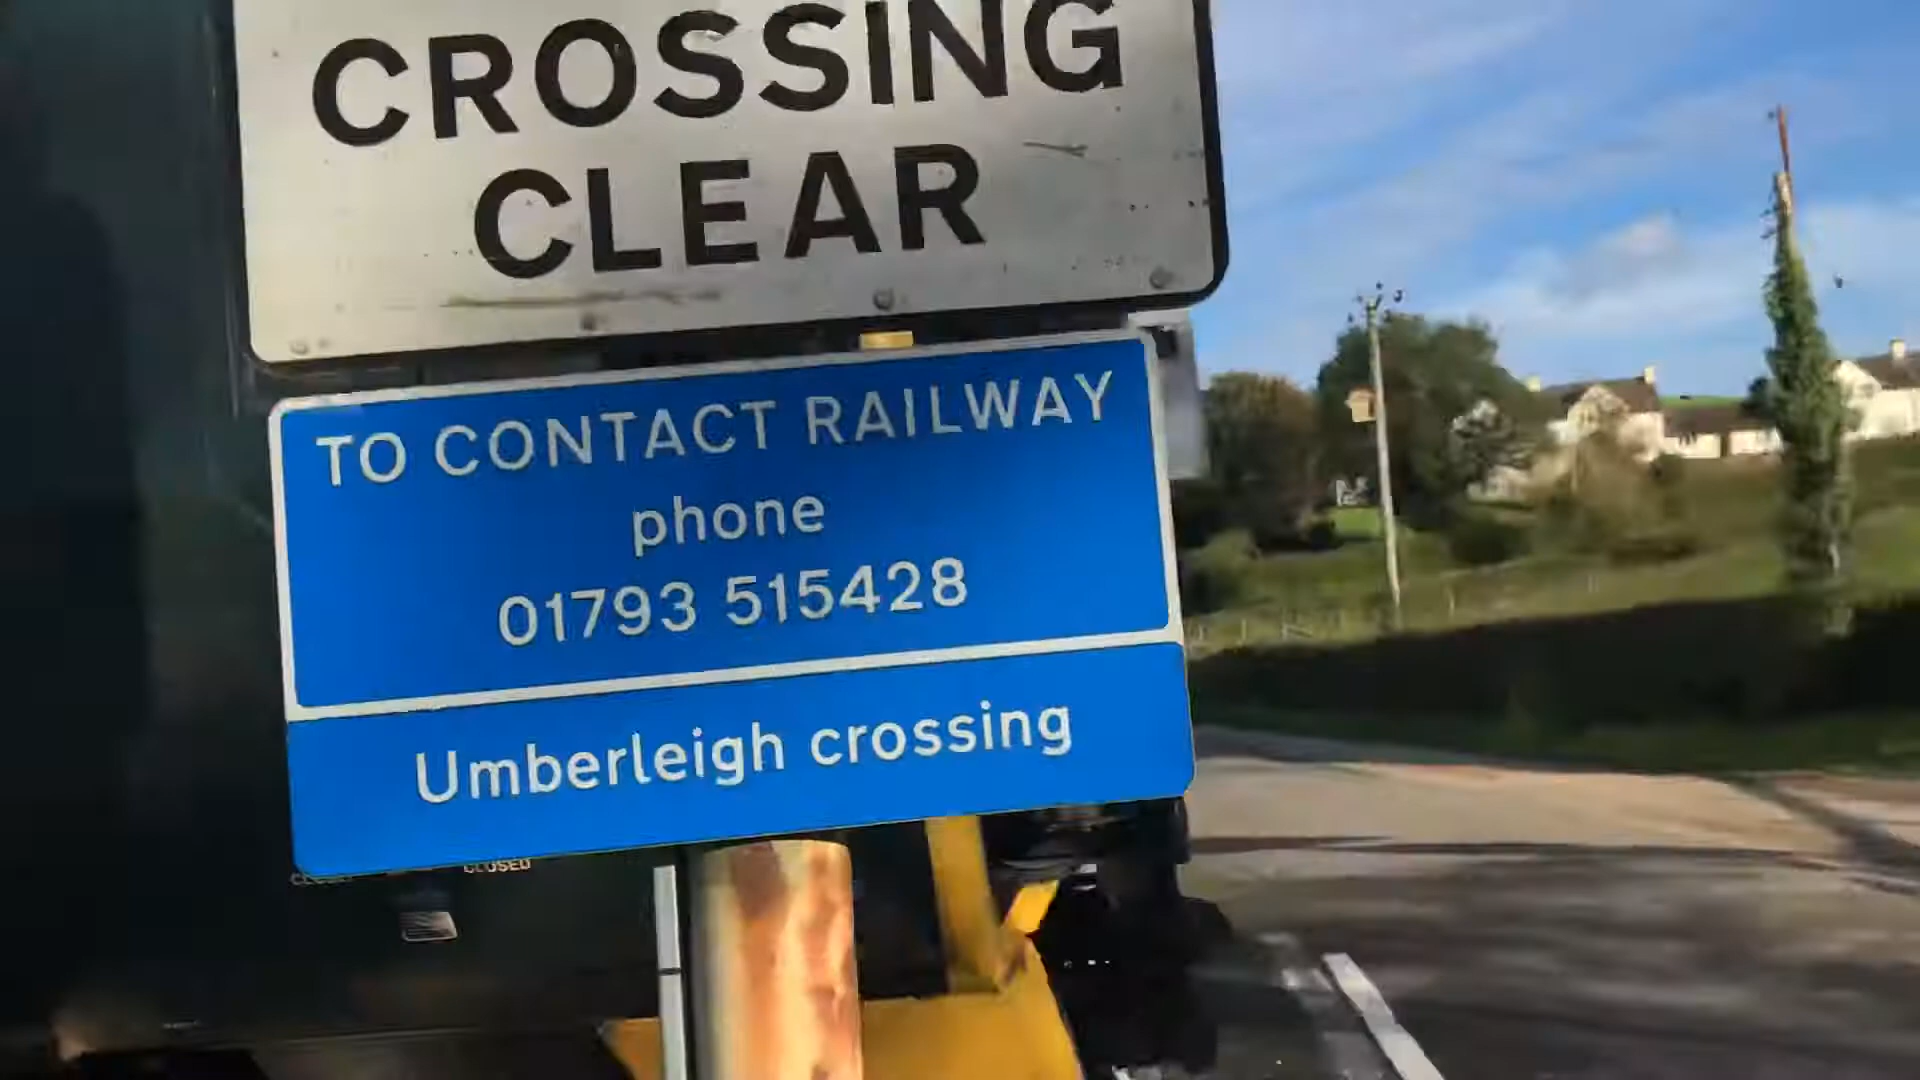 CROSSING
CLEAR
TO CONTACT RAILWAY
phone
01793 515428
Umberleigh crossing
CLOSED